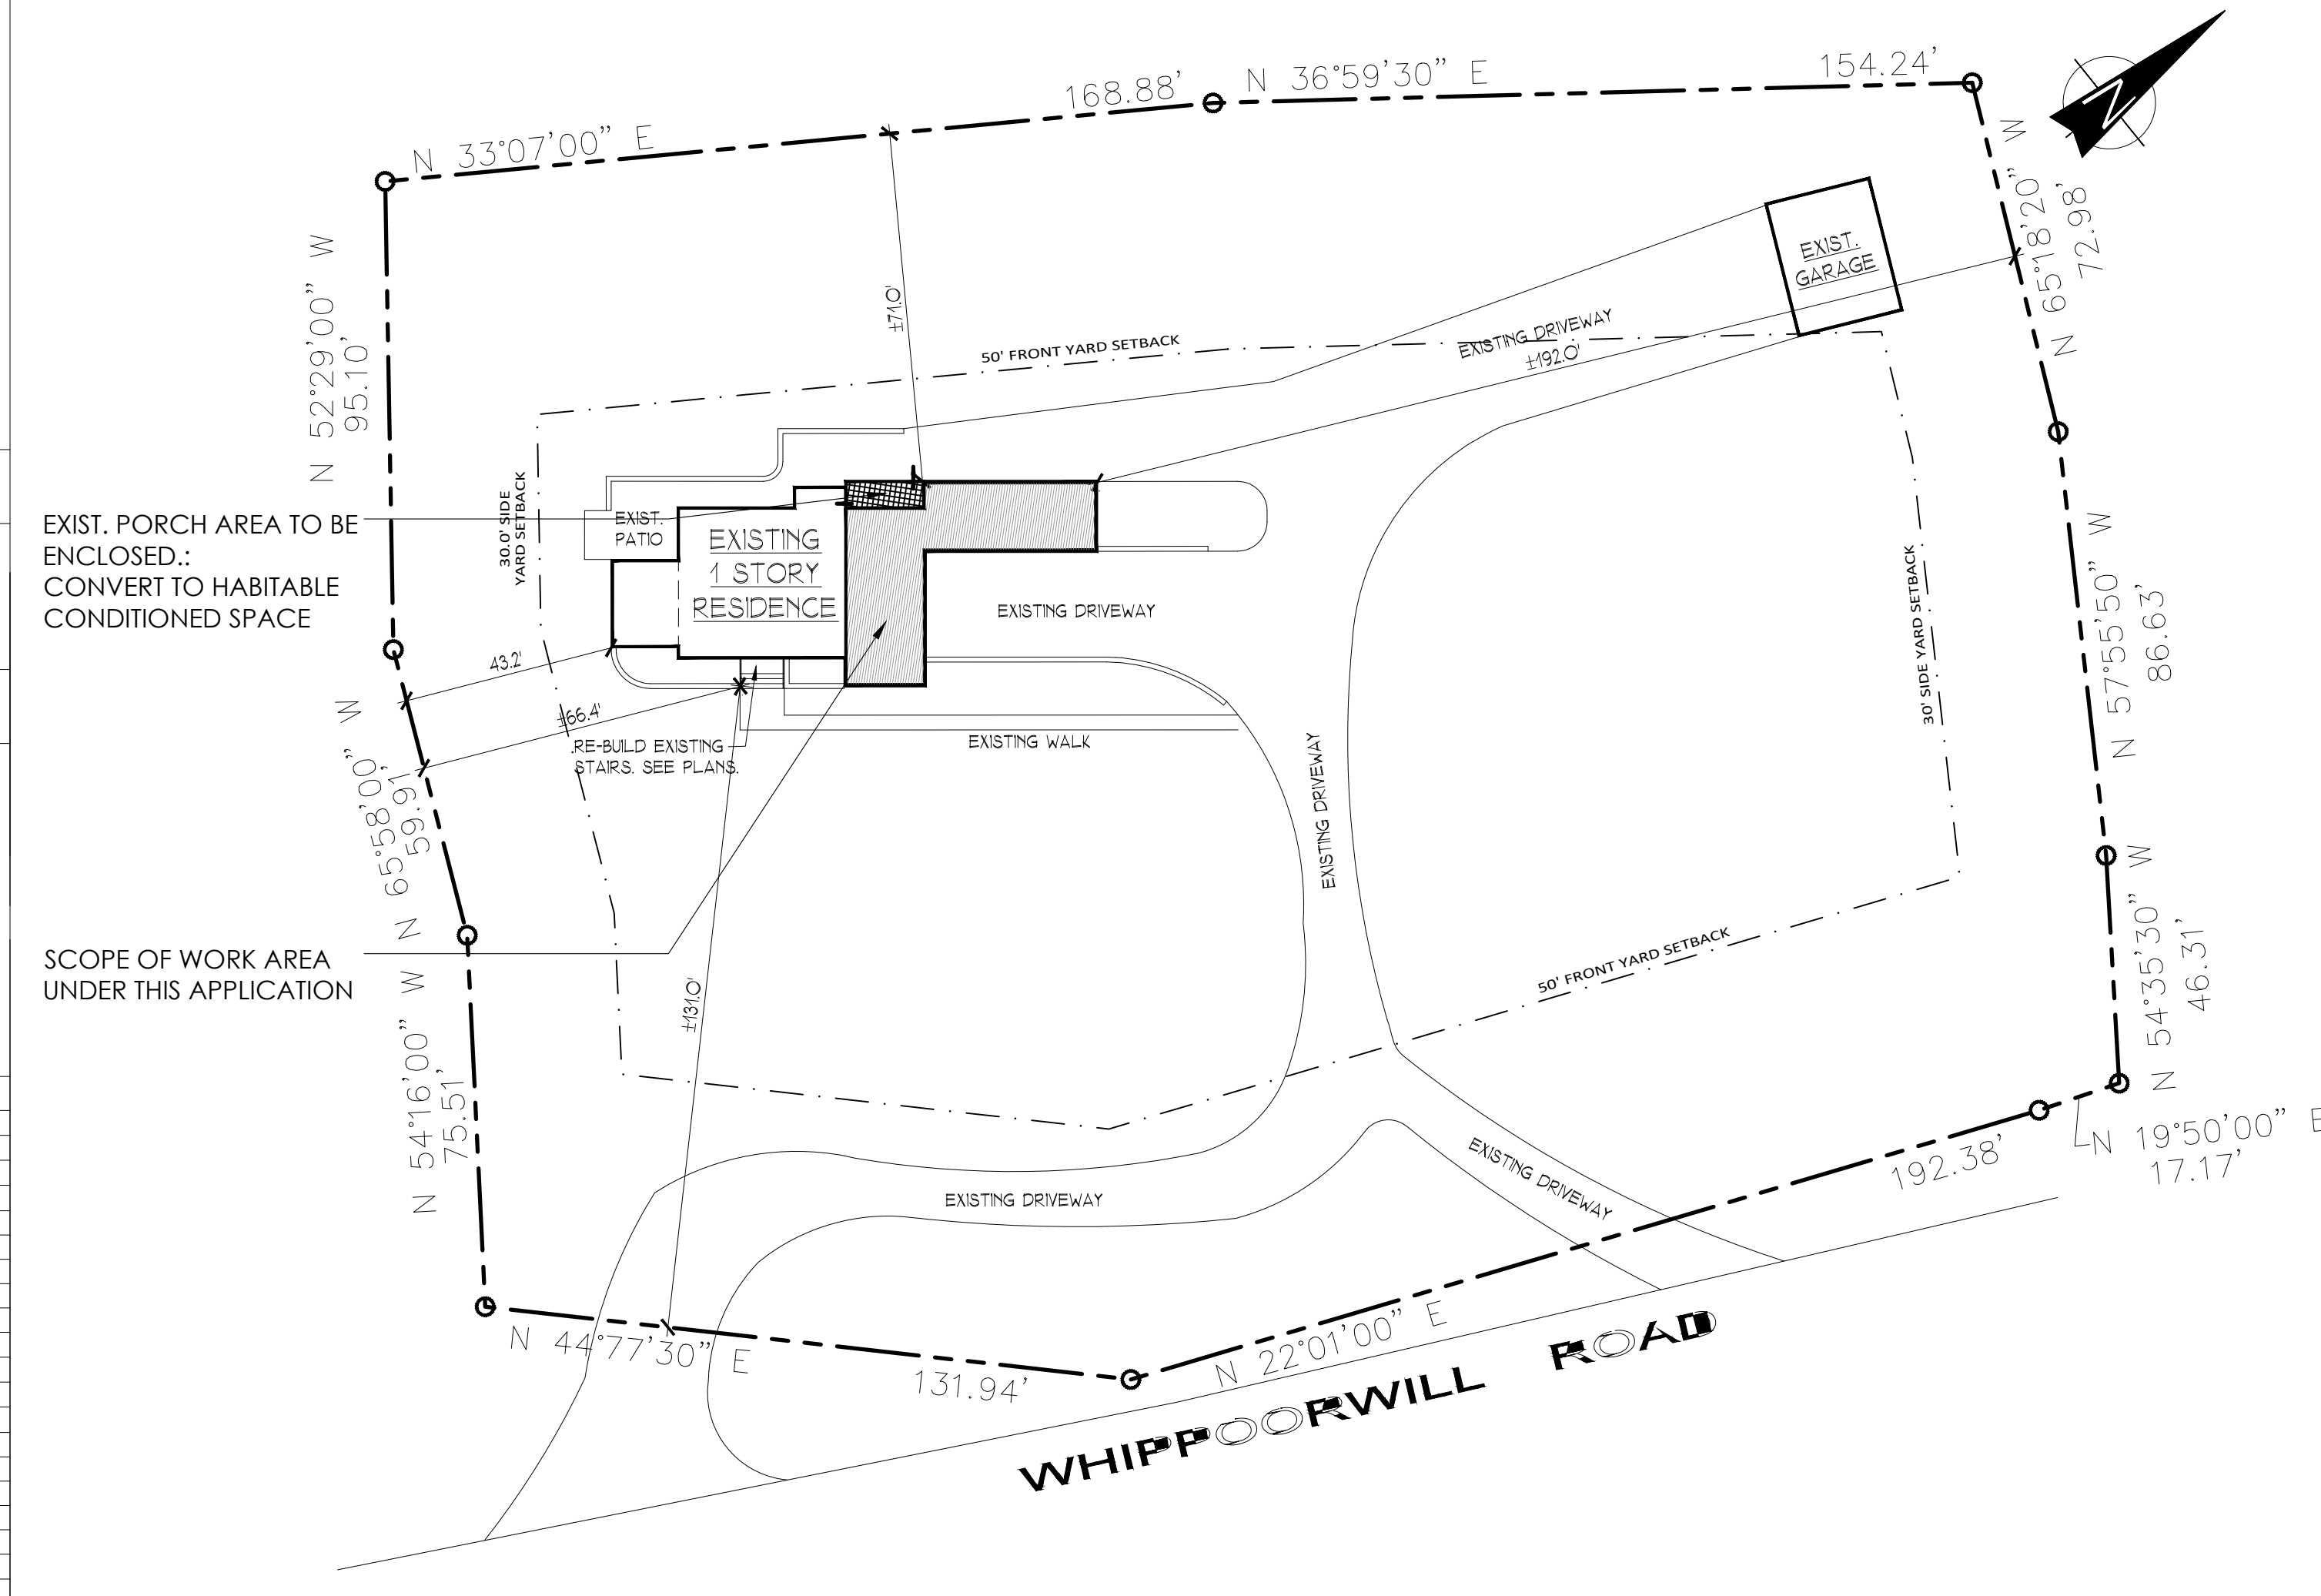 168.88’
N 36°59’30” E
154.24’
N 33°07’00” E
N
N 65°18’20” W
72.98’
EXIST.
GARAGE
N 52°29’00” W
95.10’
±71.0'
50' FRONT YARD SETBACK
EXISTING DRIVEWAY
±192.0'
30.0' SIDE
YARD SETBACK
EXIST. PORCH AREA TO BE
ENCLOSED.:
CONVERT TO HABITABLE
CONDITIONED SPACE
EXIST.
PATIO
EXISTING
1 STORY
RESIDENCE
EXISTING DRIVEWAY
30' SIDE YARD SETBACK
N 57°55’50” W
86.63’
43.2'
±66.4'
RE-BUILD EXISTING
STAIRS. SEE PLANS.
EXISTING WALK
EXISTING DRIVEWAY
N 65°58’00” W
59.91’
SCOPE OF WORK AREA
UNDER THIS APPLICATION
±131.0'
50' FRONT YARD SETBACK
N 54°35’30” W
46.31’
N 54°16’00” W
75.51’
N 19°50’00” E
17.17’
192.38’
EXISTING DRIVEWAY
EXISTING DRIVEWAY
N 44°77’30” E
131.94’
N 22°01’00” E
WHIPPOORWILL ROAD